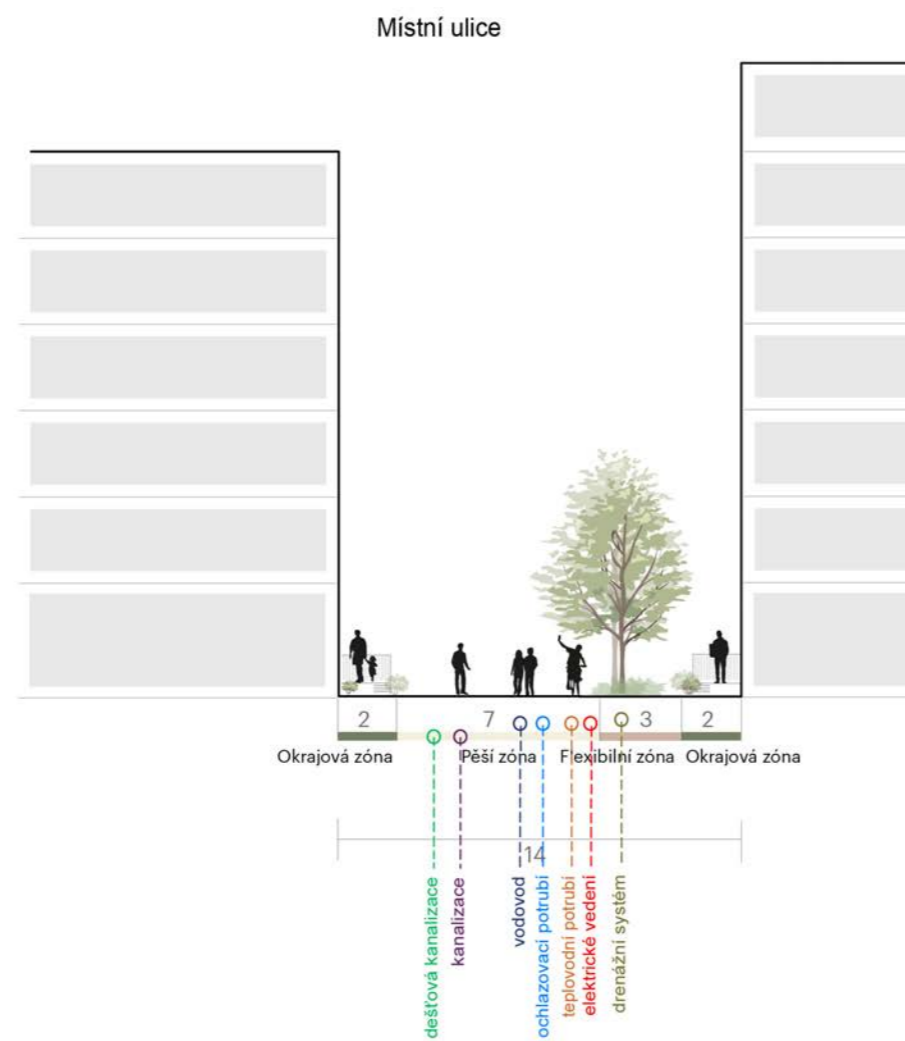 Místní ulice
2
7
3
2
Okrajová zóna
Pěší zóna
Flexibilní zóna
Okrajová zóna
14
dešťová kanalizace
kanalizace
vodovod
ochlazovací potrubí
teplovodní potrubí
elektrické vedení
drenážní systém